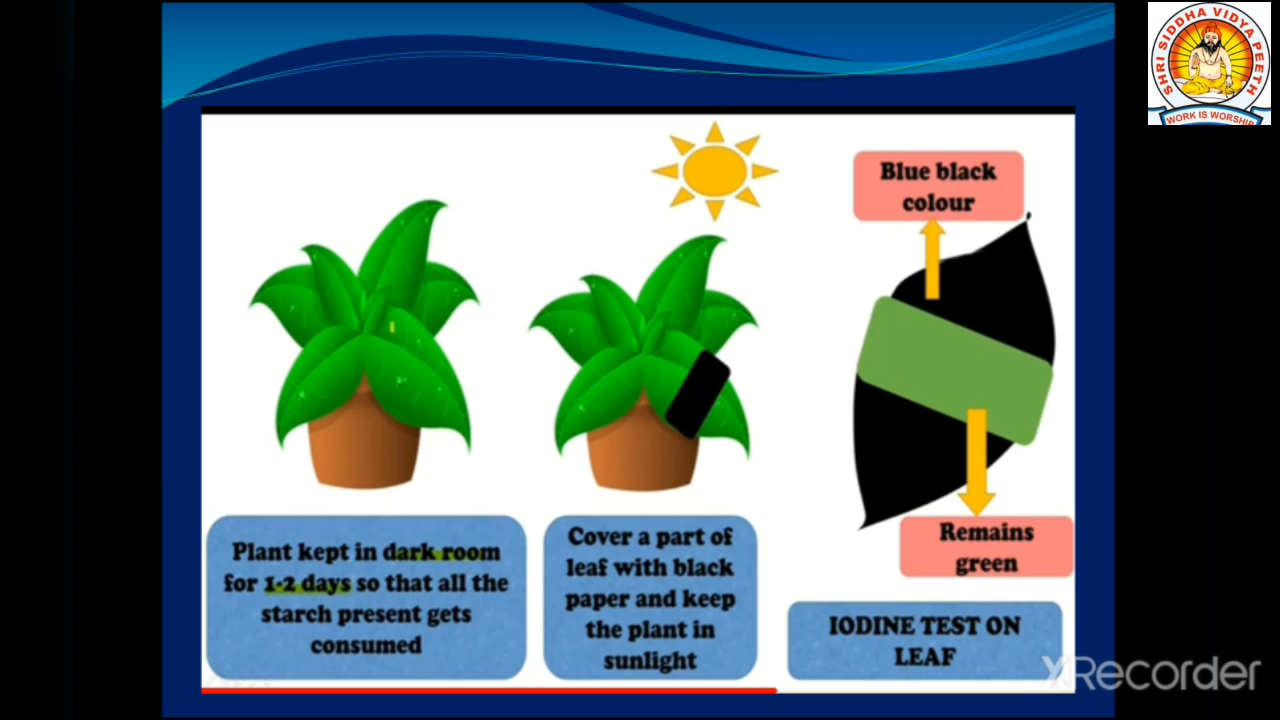 SHRI SIDDHA VIDYA PEETH
WORK IS WORSHIP
Blue black
colour
Remains
green
Plant kept in dark room
for 1-2 days so that all the
starch present gets
consumed
Cover a part of
leaf with black
paper and keep
the plant in
sunlight
IODINE TEST ON
LEAF
XRecorder